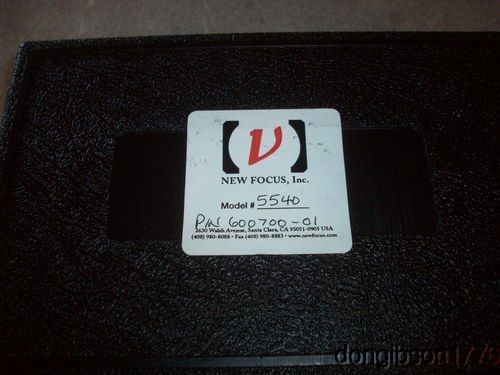 [ν]
NEW FOCUS, Inc.
Model # 5540
P/N 600700-01
2630 Walsh Avenue, Santa Clara, CA 95051-0905 USA
(408) 980-8088 • Fax (408) 980-8883 • www.newfocus.com
dongibson177